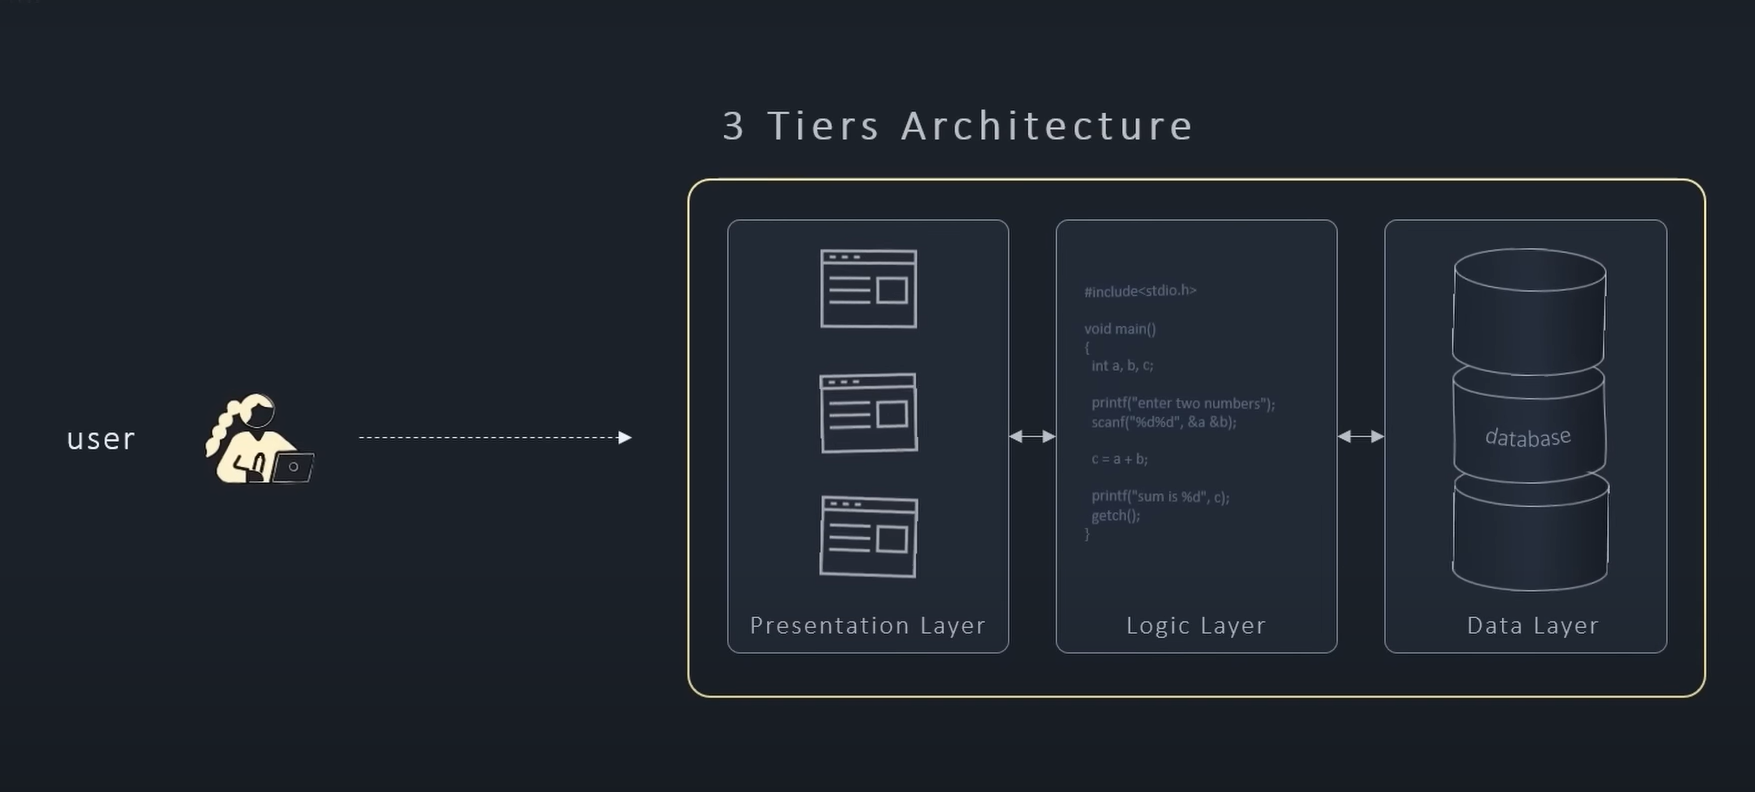 3 Tiers Architecture
user
#include<stdio.h>
void main()
{
int a, b, c;
printf("enter two numbers");
scanf("%d%d", &a &b);
c = a + b;
printf("sum is %d", c);
getch();
}
database
Presentation Layer
Logic Layer
Data Layer